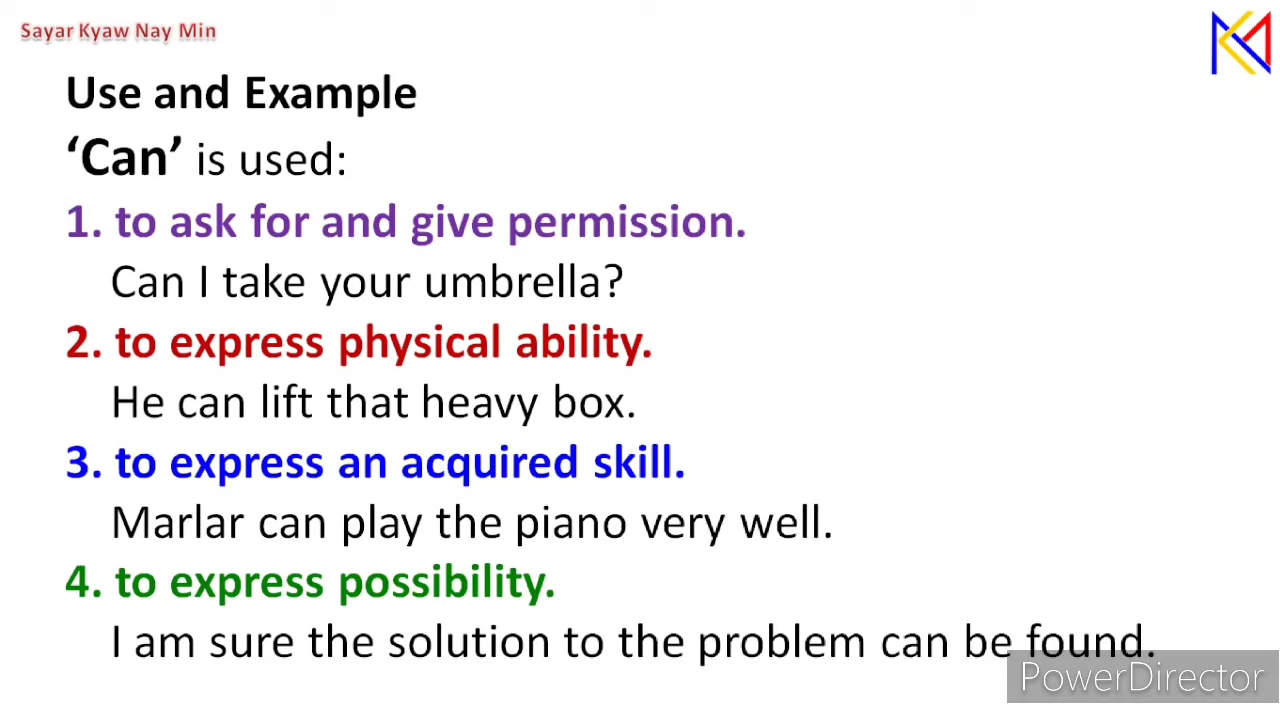 Sayar Kyaw Nay Min
Use and Example
‘Can’ is used:
1. to ask for and give permission.
Can I take your umbrella?
2. to express physical ability.
He can lift that heavy box.
3. to express an acquired skill.
Marlar can play the piano very well.
4. to express possibility.
I am sure the solution to the problem can be found.
PowerDirector